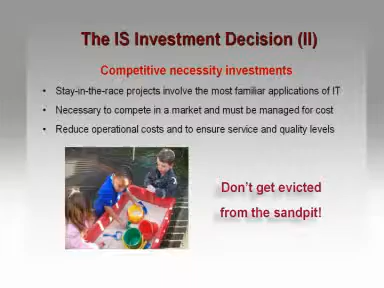 The IS Investment Decision (II)
Competitive necessity investments
• Stay-in-the-race projects involve the most familiar applications of IT
• Necessary to compete in a market and must be managed for cost
• Reduce operational costs and to ensure service and quality levels
Don't get evicted
from the sandpit!